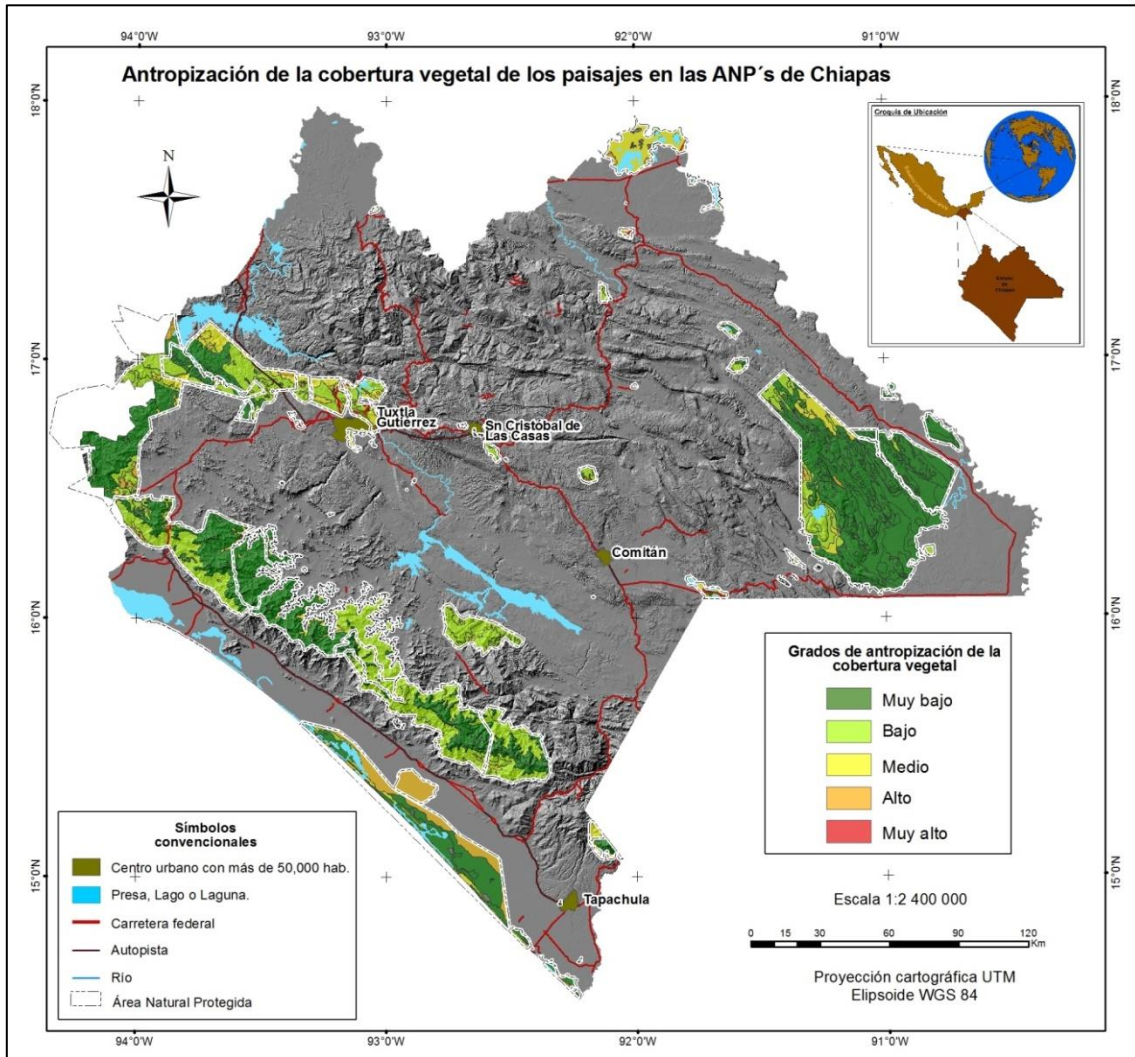 94°0'W 93°0'W 92°0'W 91°0'W
Antropización de la cobertura vegetal de los paisajes en las ANP´s de Chiapas
18°0'N 18°0'N
Croquis de Ubicación
N
Estado
de
Chiapas
17°0'N 17°0'N
Tuxtla
Gutiérrez
Sn Cristóbal de
Las Casas
Comitán
16°0'N 16°0'N
Grados de antropización de la
cobertura vegetal
Muy bajo
Bajo
Medio
Alto
Muy alto
Símbolos
convencionales
Centro urbano con más de 50,000 hab.
Presa, Lago o Laguna.
Carretera federal
Autopista
Río
Área Natural Protegida
15°0'N 15°0'N
Tapachula
Escala 1:2 400 000
0 15 30 60 90 120
Km
Proyección cartográfica UTM
Elipsoide WGS 84
94°0'W 93°0'W 92°0'W 91°0'W